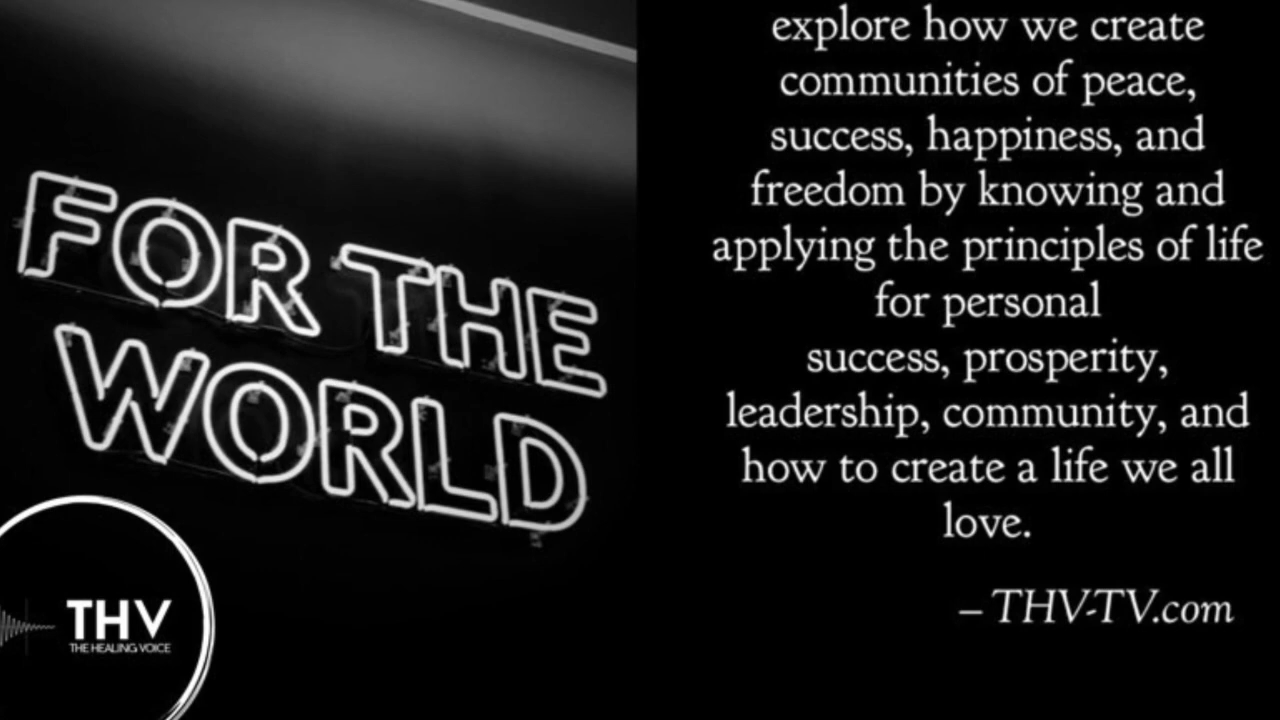 FOR THE
WORLD
THV
THE HEALING VOICE
explore how we create
communities of peace,
success, happiness, and
freedom by knowing and
applying the principles of life
for personal
success, prosperity,
leadership, community, and
how to create a life we all
love.
– THV-TV.com